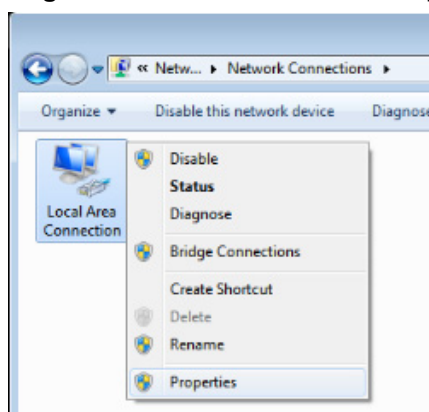 « Netw... ▸ Network Connections ▸
Organize ▾ Disable this network device Diagnose
Local Area
Connection
Disable
Status
Diagnose
Bridge Connections
Create Shortcut
Delete
Rename
Properties